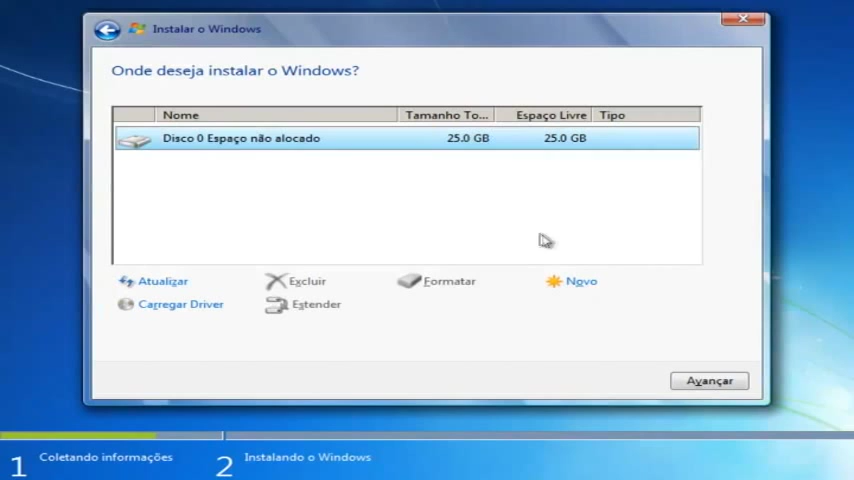 Instalar o Windows
Onde deseja instalar o Windows?
Nome Tamanho To... Espaço Livre Tipo
Disco 0 Espaço não alocado 25.0 GB 25.0 GB
Atualizar Excluir Formatar Novo
Carregar Driver Estender
Avançar
1 Coletando informações 2 Instalando o Windows